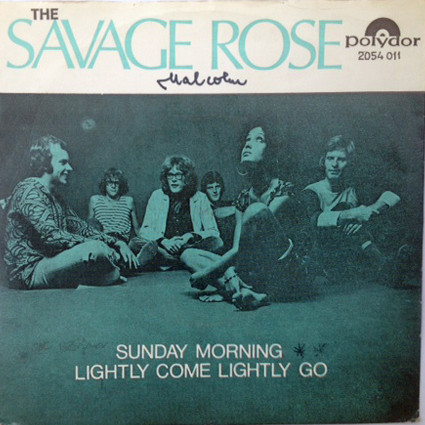 THE
SAVAGE ROSE
polydor
2054 011
Malcolm
SUNDAY MORNING **
LIGHTLY COME LIGHTLY GO